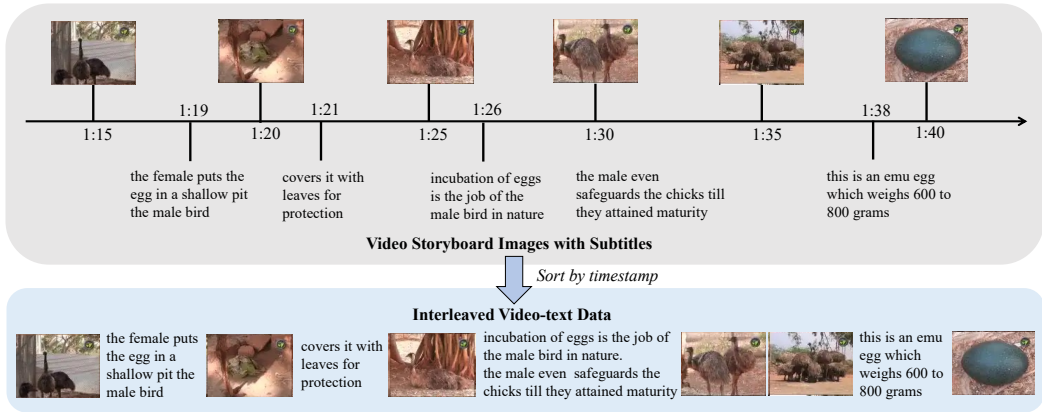 1:19
1:21
1:26
1:38
1:15
1:20
1:25
1:30
1:35
1:40
the female puts the
egg in a shallow pit
the male bird
covers it with
leaves for
protection
incubation of eggs
is the job of the
male bird in nature
the male even
safeguards the chicks till
they attained maturity
this is an emu egg
which weighs 600 to
800 grams
Video Storyboard Images with Subtitles
Sort by timestamp
Interleaved Video-text Data
the female puts
the egg in a
shallow pit the
male bird
covers it with
leaves for
protection
incubation of eggs is the job of
the male bird in nature.
the male even safeguards the
chicks till they attained maturity
this is an emu
egg which
weighs 600 to
800 grams